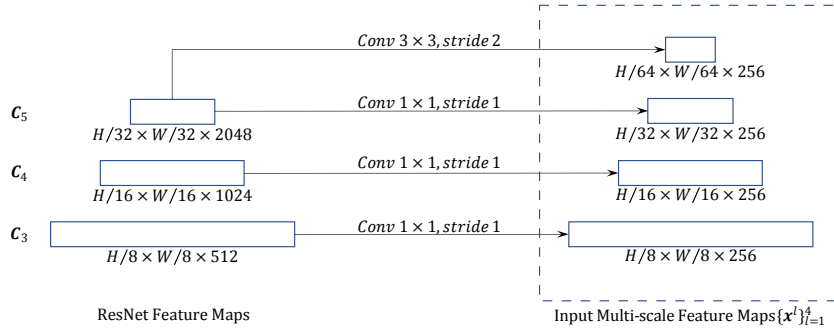 Conv 3 × 3, stride 2
H/64 × W/64 × 256
C₅
Conv 1 × 1, stride 1
H/32 × W/32 × 2048
H/32 × W/32 × 256
C₄
Conv 1 × 1, stride 1
H/16 × W/16 × 1024
H/16 × W/16 × 256
C₃
Conv 1 × 1, stride 1
H/8 × W/8 × 512
H/8 × W/8 × 256
ResNet Feature Maps
Input Multi-scale Feature Maps{xˡ}⁴ₗ₌₁